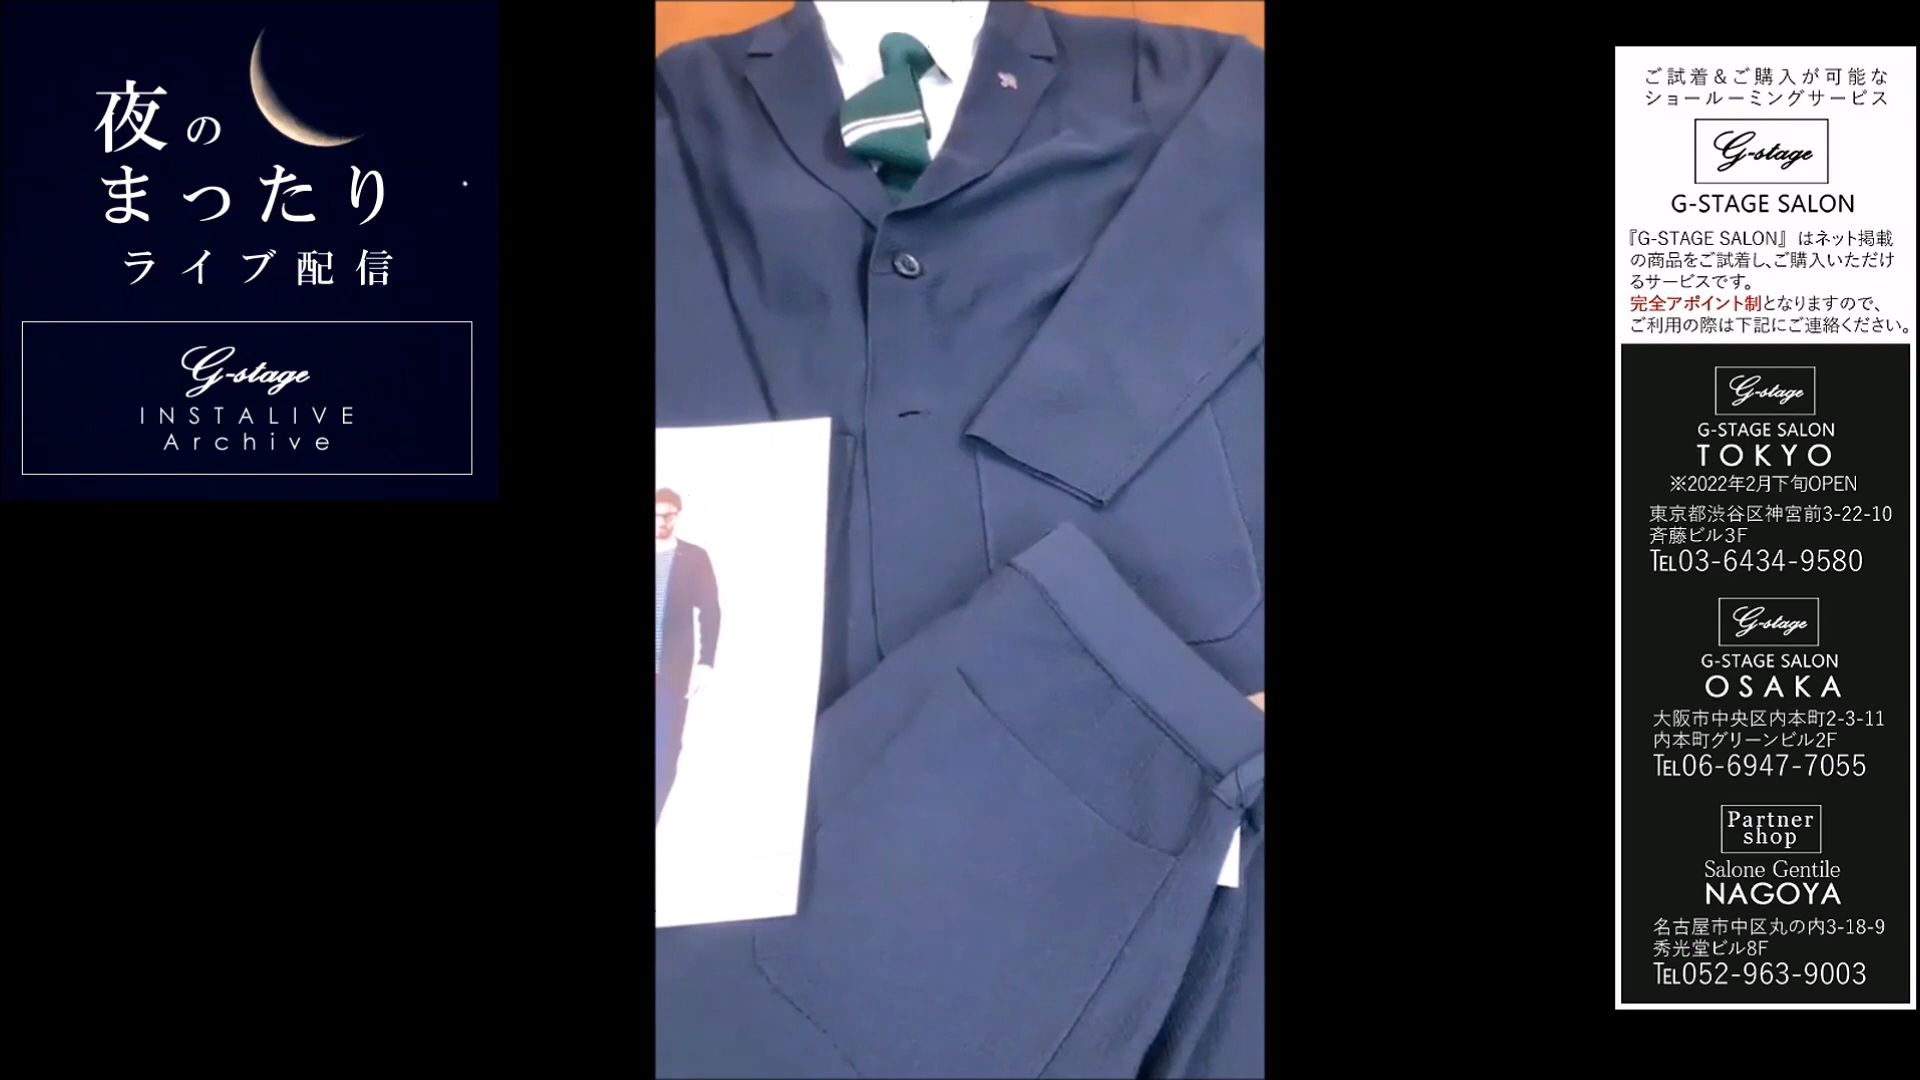 夜の
まったり
ライブ配信
G-stage
INSTALIVE
Archive
ご試着&ご購入が可能な
ショールーミングサービス
G-stage
G-STAGE SALON
『G-STAGE SALON』はネット掲載
の商品をご試着し、ご購入いただけ
るサービスです。
完全アポイント制となりますので、
ご利用の際は下記にご連絡ください。
G-stage
G-STAGE SALON
TOKYO
※2022年2月下旬OPEN
東京都渋谷区神宮前3-22-10
斉藤ビル3F
TEL03-6434-9580
G-stage
G-STAGE SALON
OSAKA
大阪市中央区内本町2-3-11
内本町グリーンビル2F
TEL06-6947-7055
Partner
shop
Salone Gentile
NAGOYA
名古屋市中区丸の内3-18-9
秀光堂ビル8F
TEL052-963-9003